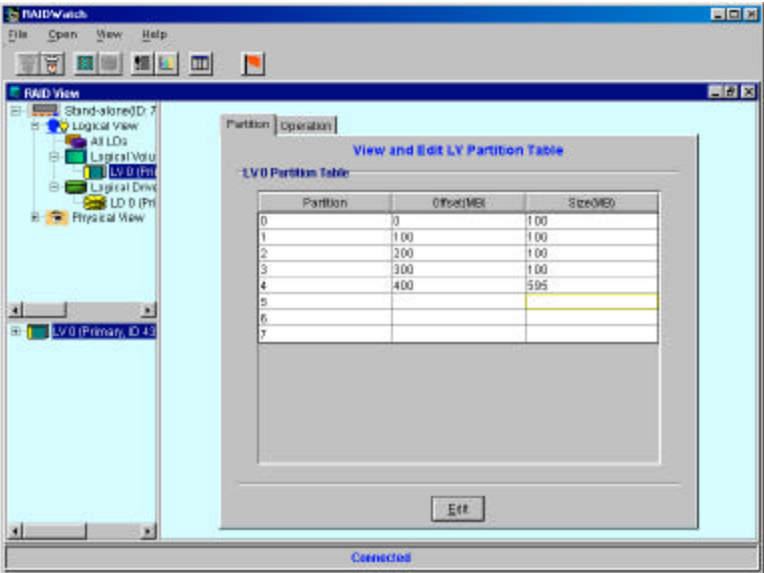 RAIDWatch
File Open View Help
RAID View
Stand-alone(ID: 7
Logical View
All LDs
Logical Volu
LV 0 (Pri
Logical Drive
LD 0 (Pri
Physical View
LV 0 (Primary, ID 43
Partition Operation
View and Edit LV Partition Table
LV 0 Partition Table
Partition Offset(MB) Size(MB)
0 0 100
1 100 100
2 200 100
3 300 100
4 400 595
5
6
7
Edit
Connected